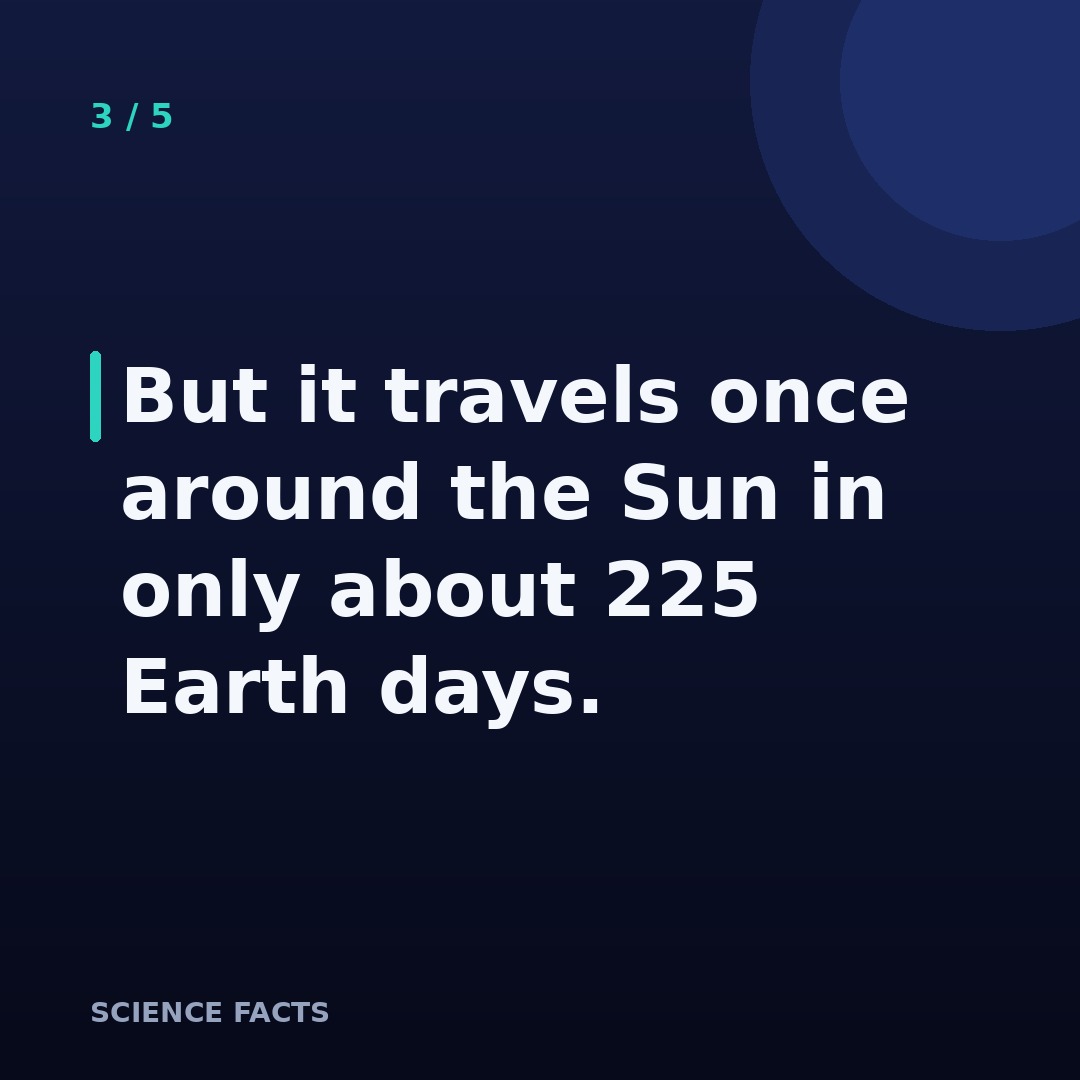 3 / 5
But it travels once
around the Sun in
only about 225
Earth days.
SCIENCE FACTS